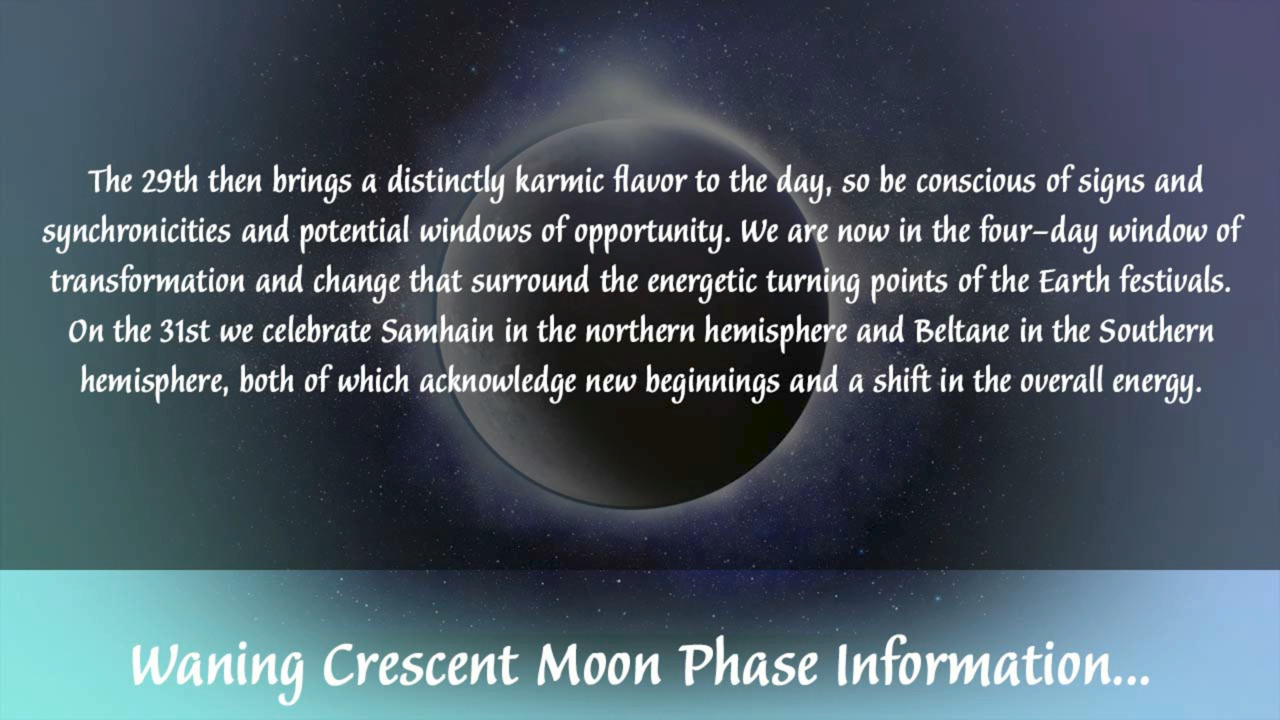 The 29th then brings a distinctly karmic flavor to the day, so be conscious of signs and
synchronicities and potential windows of opportunity. We are now in the four-day window of
transformation and change that surround the energetic turning points of the Earth festivals.
On the 31st we celebrate Samhain in the northern hemisphere and Beltane in the Southern
hemisphere, both of which acknowledge new beginnings and a shift in the overall energy.
Waning Crescent Moon Phase Information...